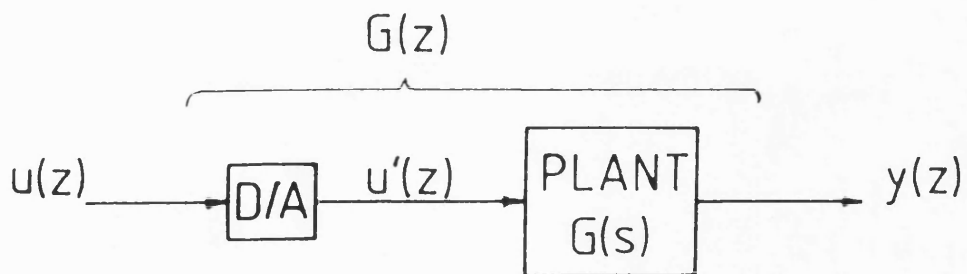 G(z)
u(z)
D/A
u'(z)
PLANT
G(s)
y(z)